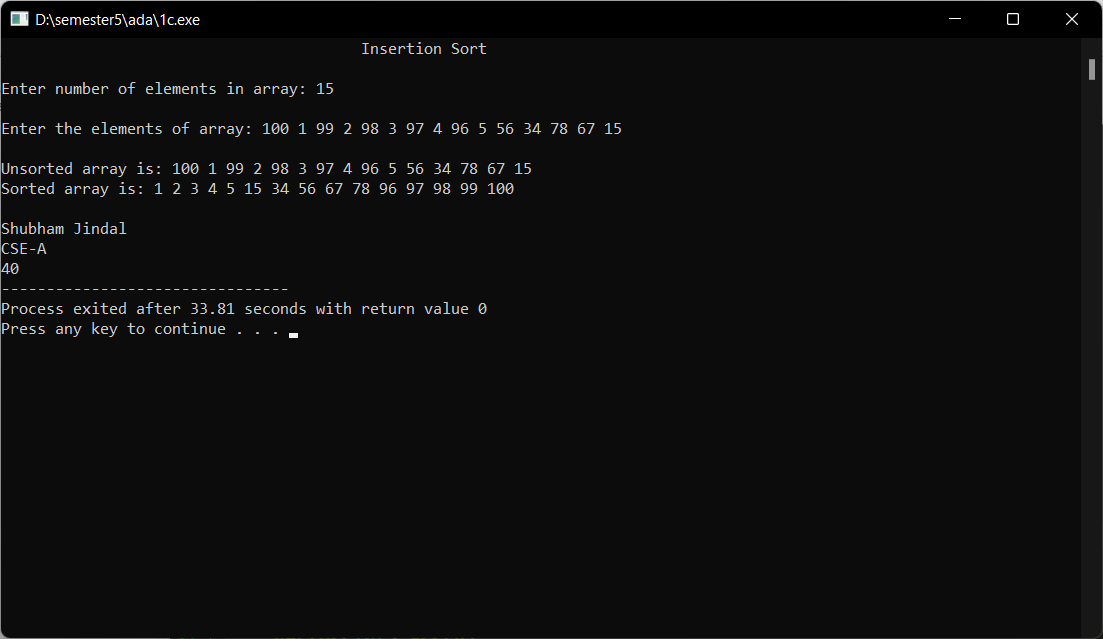 D:\semester5\ada\1c.exe
Insertion Sort
Enter number of elements in array: 15
Enter the elements of array: 100 1 99 2 98 3 97 4 96 5 56 34 78 67 15
Unsorted array is: 100 1 99 2 98 3 97 4 96 5 56 34 78 67 15
Sorted array is: 1 2 3 4 5 15 34 56 67 78 96 97 98 99 100
Shubham Jindal
CSE-A
40
--------------------------------
Process exited after 33.81 seconds with return value 0
Press any key to continue . . .